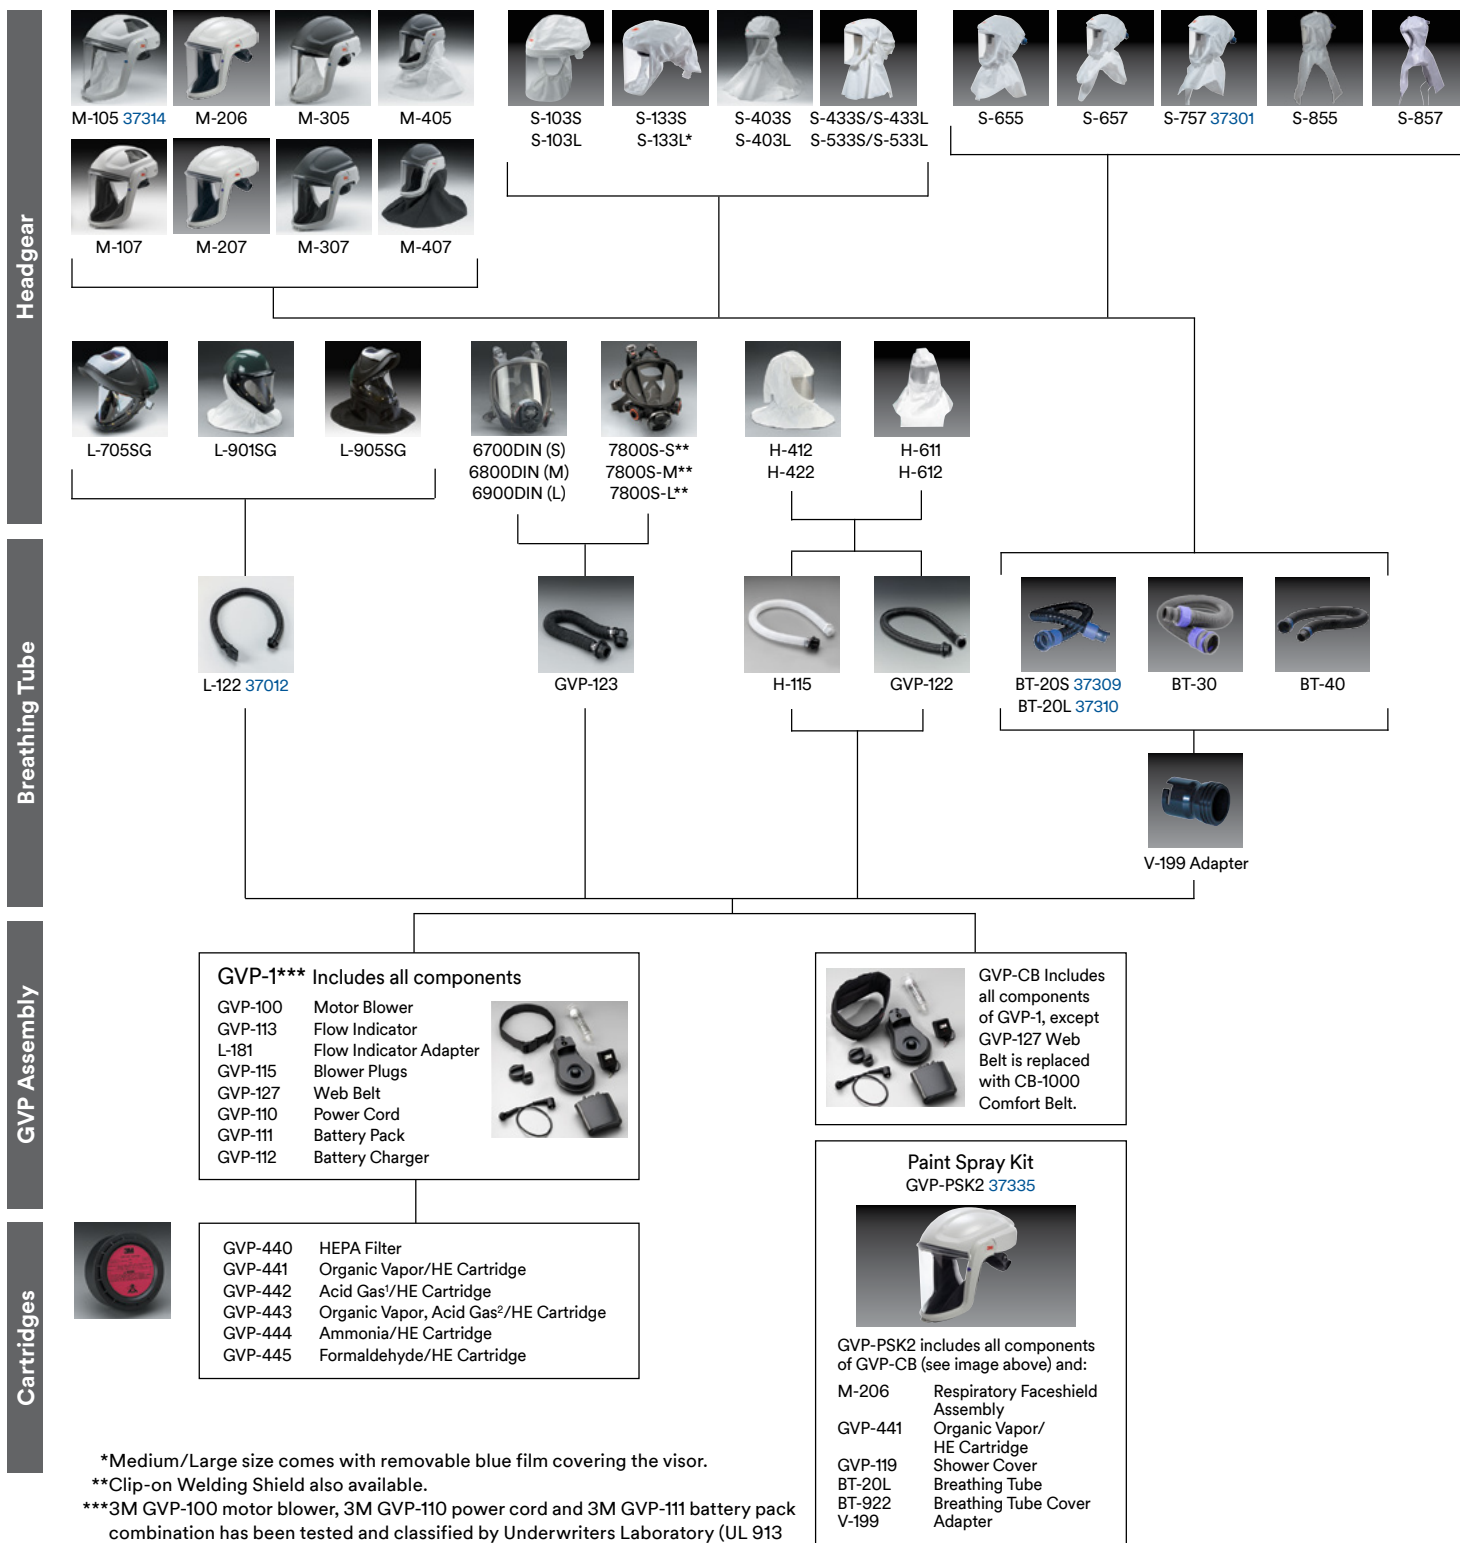 Headgear
M-105 37314
M-206
M-305
M-405
M-107
M-207
M-307
M-407
S-103S
S-103L
S-133S
S-133L*
S-403S
S-403L
S-433S/S-433L
S-533S/S-533L
S-655
S-657
S-757 37301
S-855
S-857
L-705SG
L-901SG
L-905SG
6700DIN (S)
6800DIN (M)
6900DIN (L)
7800S-S**
7800S-M**
7800S-L**
H-412
H-422
H-611
H-612
Breathing Tube
L-122 37012
GVP-123
H-115
GVP-122
BT-20S 37309
BT-20L 37310
BT-30
BT-40
V-199 Adapter
GVP Assembly
GVP-1*** Includes all components
GVP-100 Motor Blower
GVP-113 Flow Indicator
L-181 Flow Indicator Adapter
GVP-115 Blower Plugs
GVP-127 Web Belt
GVP-110 Power Cord
GVP-111 Battery Pack
GVP-112 Battery Charger
GVP-CB Includes
all components
of GVP-1, except
GVP-127 Web
Belt is replaced
with CB-1000
Comfort Belt.
Cartridges
3M
GVP-440 HEPA Filter
GVP-441 Organic Vapor/HE Cartridge
GVP-442 Acid Gas¹/HE Cartridge
GVP-443 Organic Vapor, Acid Gas²/HE Cartridge
GVP-444 Ammonia/HE Cartridge
GVP-445 Formaldehyde/HE Cartridge
Paint Spray Kit
GVP-PSK2 37335
GVP-PSK2 includes all components
of GVP-CB (see image above) and:
M-206 Respiratory Faceshield
Assembly
GVP-441 Organic Vapor/
HE Cartridge
GVP-119 Shower Cover
BT-20L Breathing Tube
BT-922 Breathing Tube Cover
V-199 Adapter
*Medium/Large size comes with removable blue film covering the visor.
**Clip-on Welding Shield also available.
***3M GVP-100 motor blower, 3M GVP-110 power cord and 3M GVP-111 battery pack
combination has been tested and classified by Underwriters Laboratory (UL 913